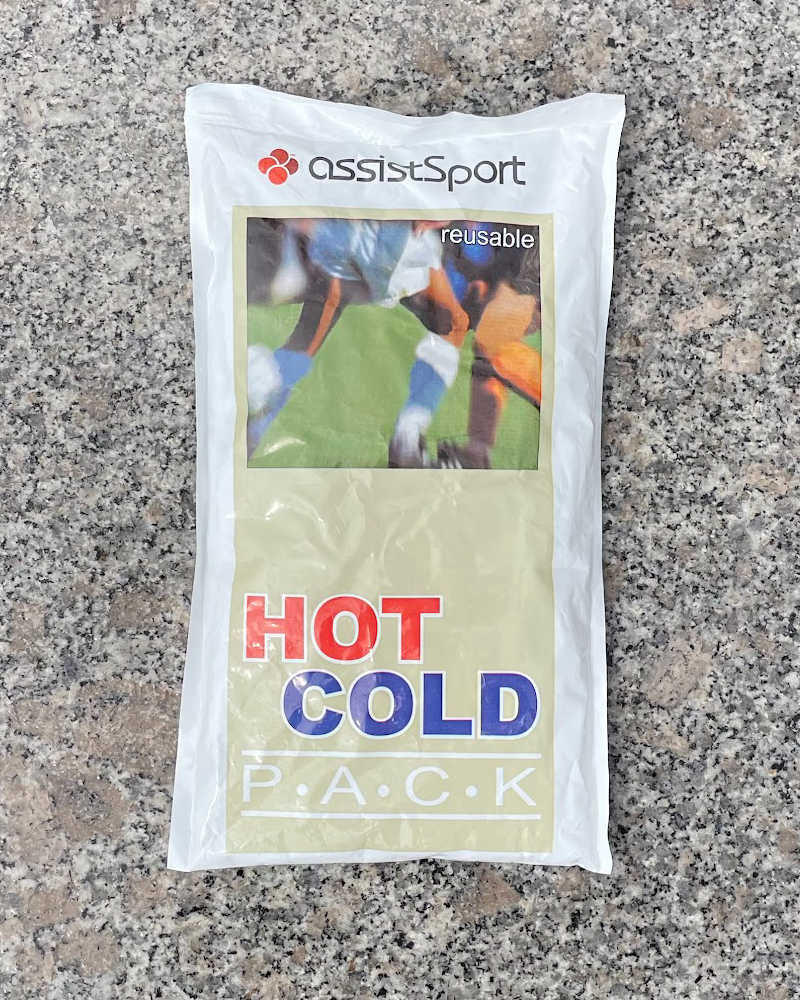 assistSport
reusable
HOT
COLD
P•A•C•K